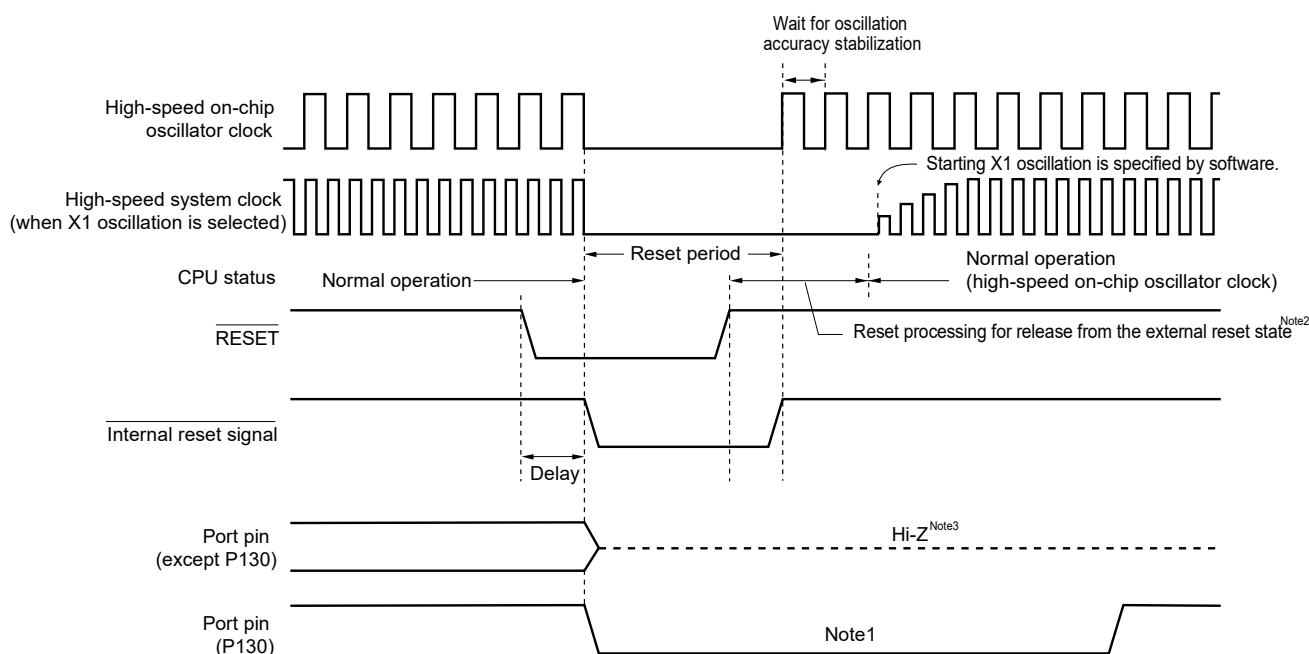 Wait for oscillation
accuracy stabilization
High-speed on-chip
oscillator clock
Starting X1 oscillation is specified by software.
High-speed system clock
(when X1 oscillation is selected)
Reset period
Normal operation
(high-speed on-chip oscillator clock)
CPU status
Normal operation
RESET
Reset processing for release from the external reset state Note2
Internal reset signal
Delay
Port pin
(except P130)
Hi-Z Note3
Port pin
(P130)
Note1